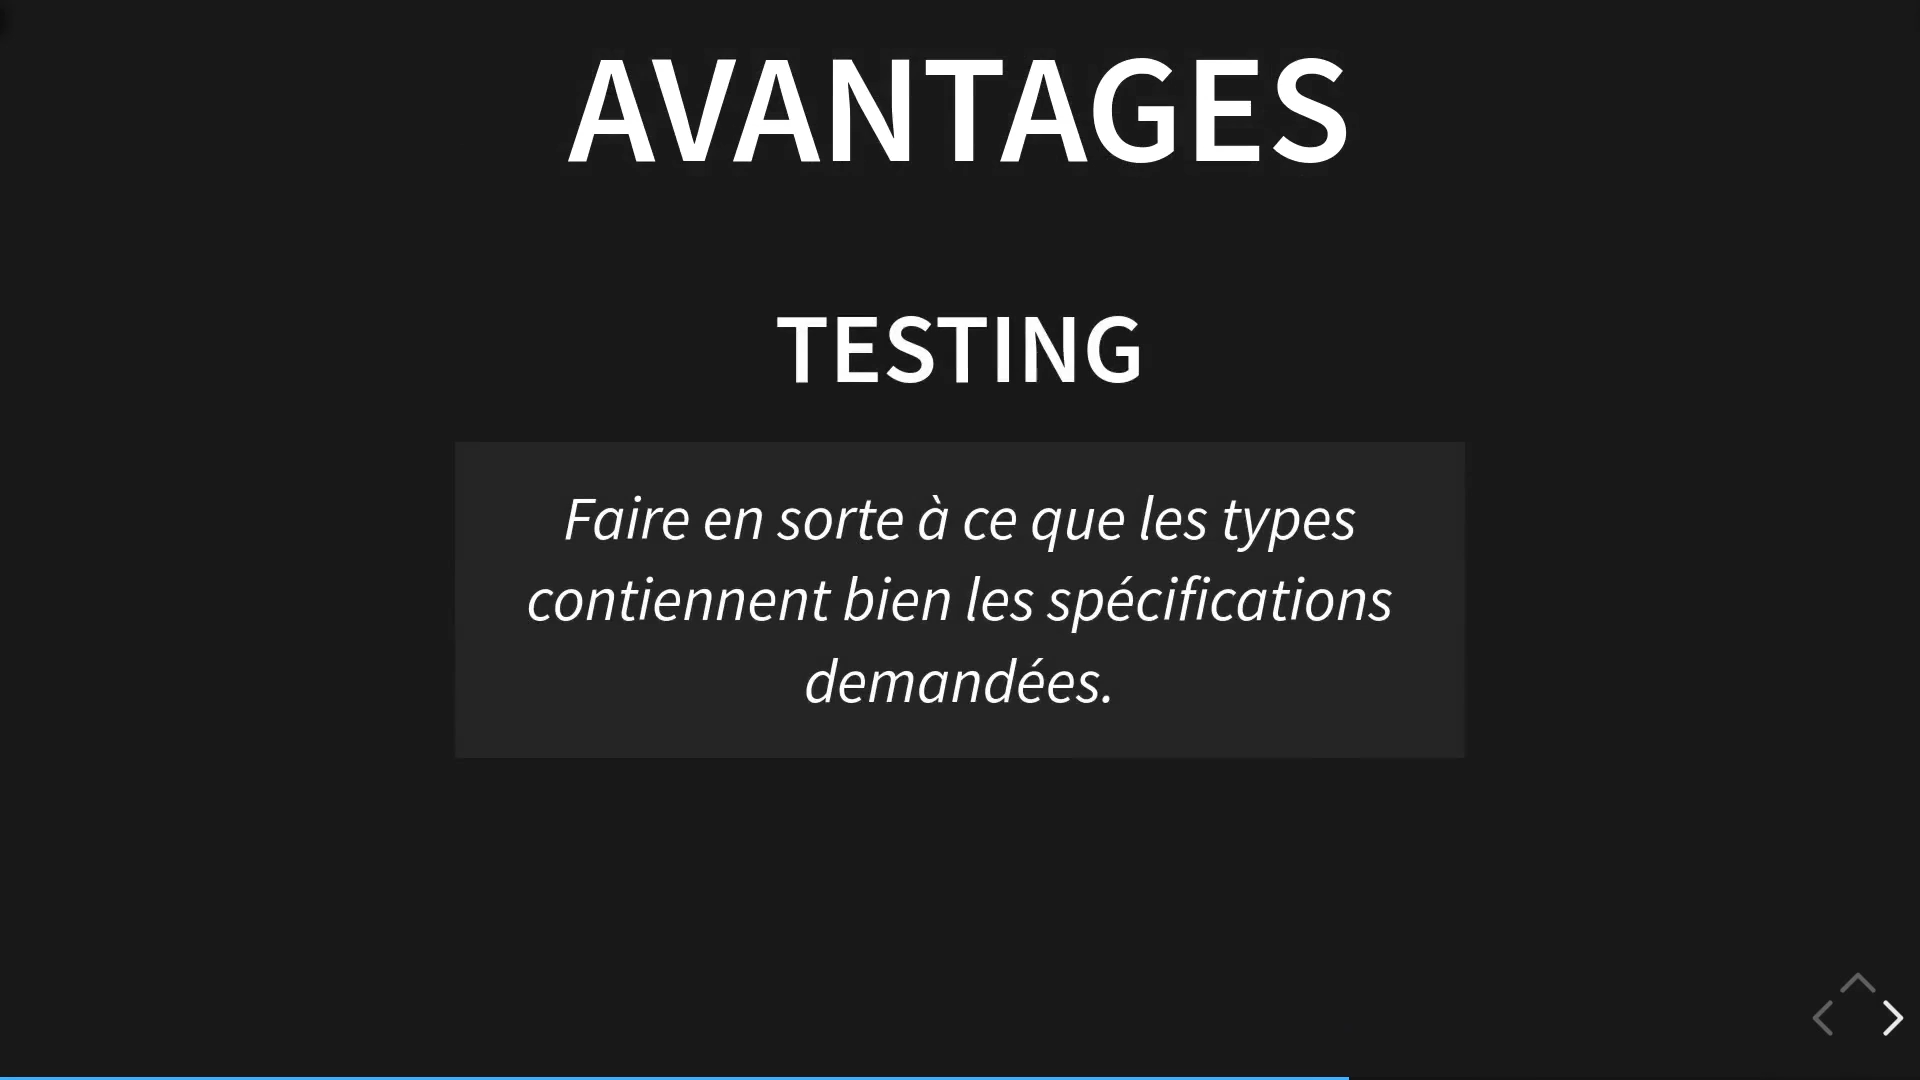 AVANTAGES
TESTING
Faire en sorte à ce que les types
contiennent bien les spécifications
demandées.